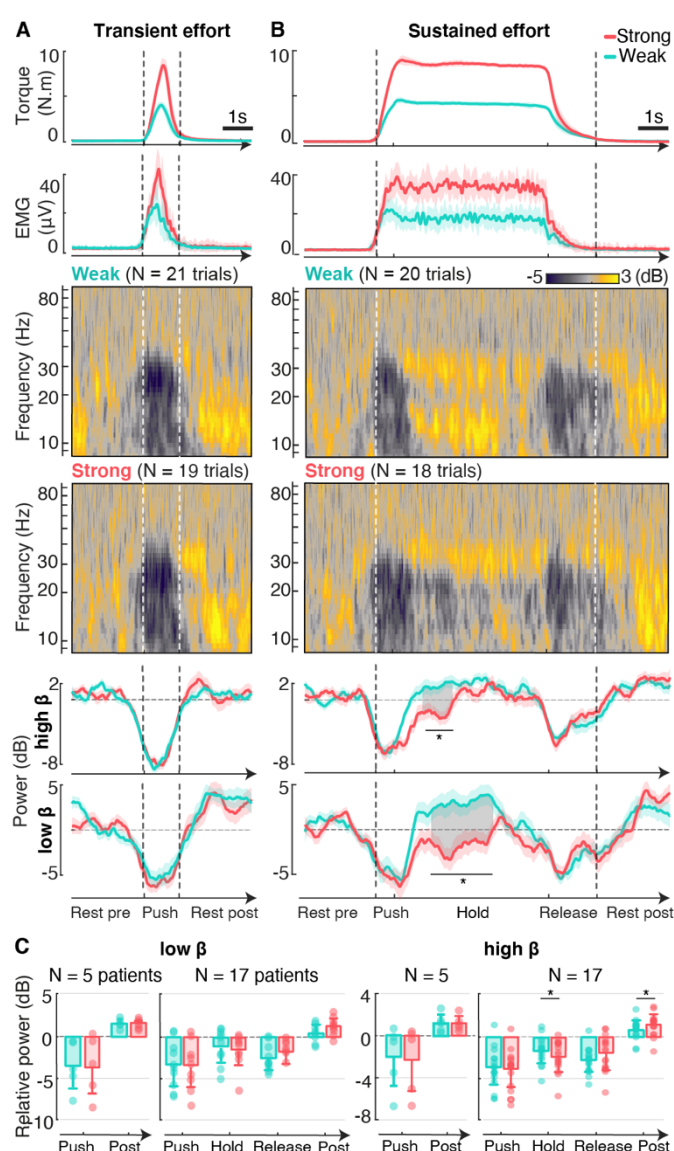 A Transient effort B Sustained effort
Strong
Weak
Torque
(N.m)
10
0
1s
10
0
1s
EMG
(μV)
40
0
40
0
Weak (N = 21 trials) Weak (N = 20 trials) -5 3 (dB)
Frequency (Hz)
80
30
20
10
80
30
20
10
Strong (N = 19 trials) Strong (N = 18 trials)
Frequency (Hz)
80
30
20
10
80
30
20
10
Power (dB)
high β
2
-8
2
-8
*
low β
5
-5
5
-5
*
Rest pre Push Rest post Rest pre Push Hold Release Rest post
C low β high β
N = 5 patients N = 17 patients N = 5 N = 17
Relative power (dB)
5
0
-5
-10
4
0
-4
-8
* *
Push Post Push Hold Release Post Push Post Push Hold Release Post